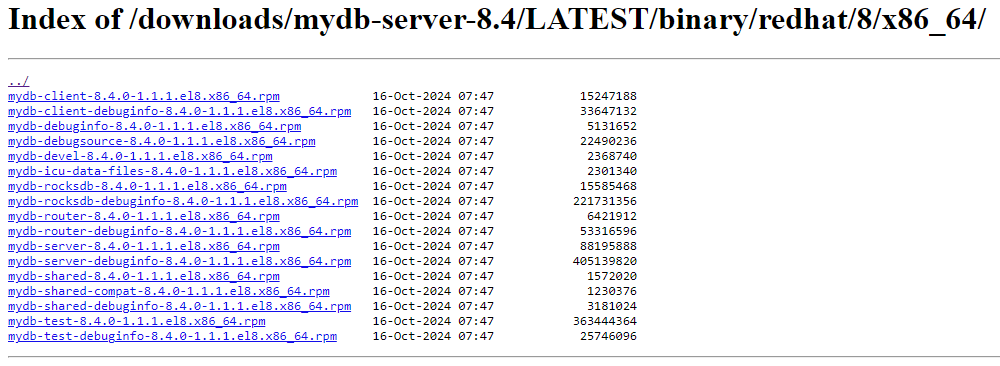 Index of /downloads/mydb-server-8.4/LATEST/binary/redhat/8/x86_64/
../
mydb-client-8.4.0-1.1.1.el8.x86_64.rpm 16-Oct-2024 07:47 15247188
mydb-client-debuginfo-8.4.0-1.1.1.el8.x86_64.rpm 16-Oct-2024 07:47 33647132
mydb-debuginfo-8.4.0-1.1.1.el8.x86_64.rpm 16-Oct-2024 07:47 5131652
mydb-debugsource-8.4.0-1.1.1.el8.x86_64.rpm 16-Oct-2024 07:47 22490236
mydb-devel-8.4.0-1.1.1.el8.x86_64.rpm 16-Oct-2024 07:47 2368740
mydb-icu-data-files-8.4.0-1.1.1.el8.x86_64.rpm 16-Oct-2024 07:47 2301340
mydb-rocksdb-8.4.0-1.1.1.el8.x86_64.rpm 16-Oct-2024 07:47 15585468
mydb-rocksdb-debuginfo-8.4.0-1.1.1.el8.x86_64.rpm 16-Oct-2024 07:47 221731356
mydb-router-8.4.0-1.1.1.el8.x86_64.rpm 16-Oct-2024 07:47 6421912
mydb-router-debuginfo-8.4.0-1.1.1.el8.x86_64.rpm 16-Oct-2024 07:47 53316596
mydb-server-8.4.0-1.1.1.el8.x86_64.rpm 16-Oct-2024 07:47 88195888
mydb-server-debuginfo-8.4.0-1.1.1.el8.x86_64.rpm 16-Oct-2024 07:47 405139820
mydb-shared-8.4.0-1.1.1.el8.x86_64.rpm 16-Oct-2024 07:47 1572020
mydb-shared-compat-8.4.0-1.1.1.el8.x86_64.rpm 16-Oct-2024 07:47 1230376
mydb-shared-debuginfo-8.4.0-1.1.1.el8.x86_64.rpm 16-Oct-2024 07:47 3181024
mydb-test-8.4.0-1.1.1.el8.x86_64.rpm 16-Oct-2024 07:47 363444364
mydb-test-debuginfo-8.4.0-1.1.1.el8.x86_64.rpm 16-Oct-2024 07:47 25746096